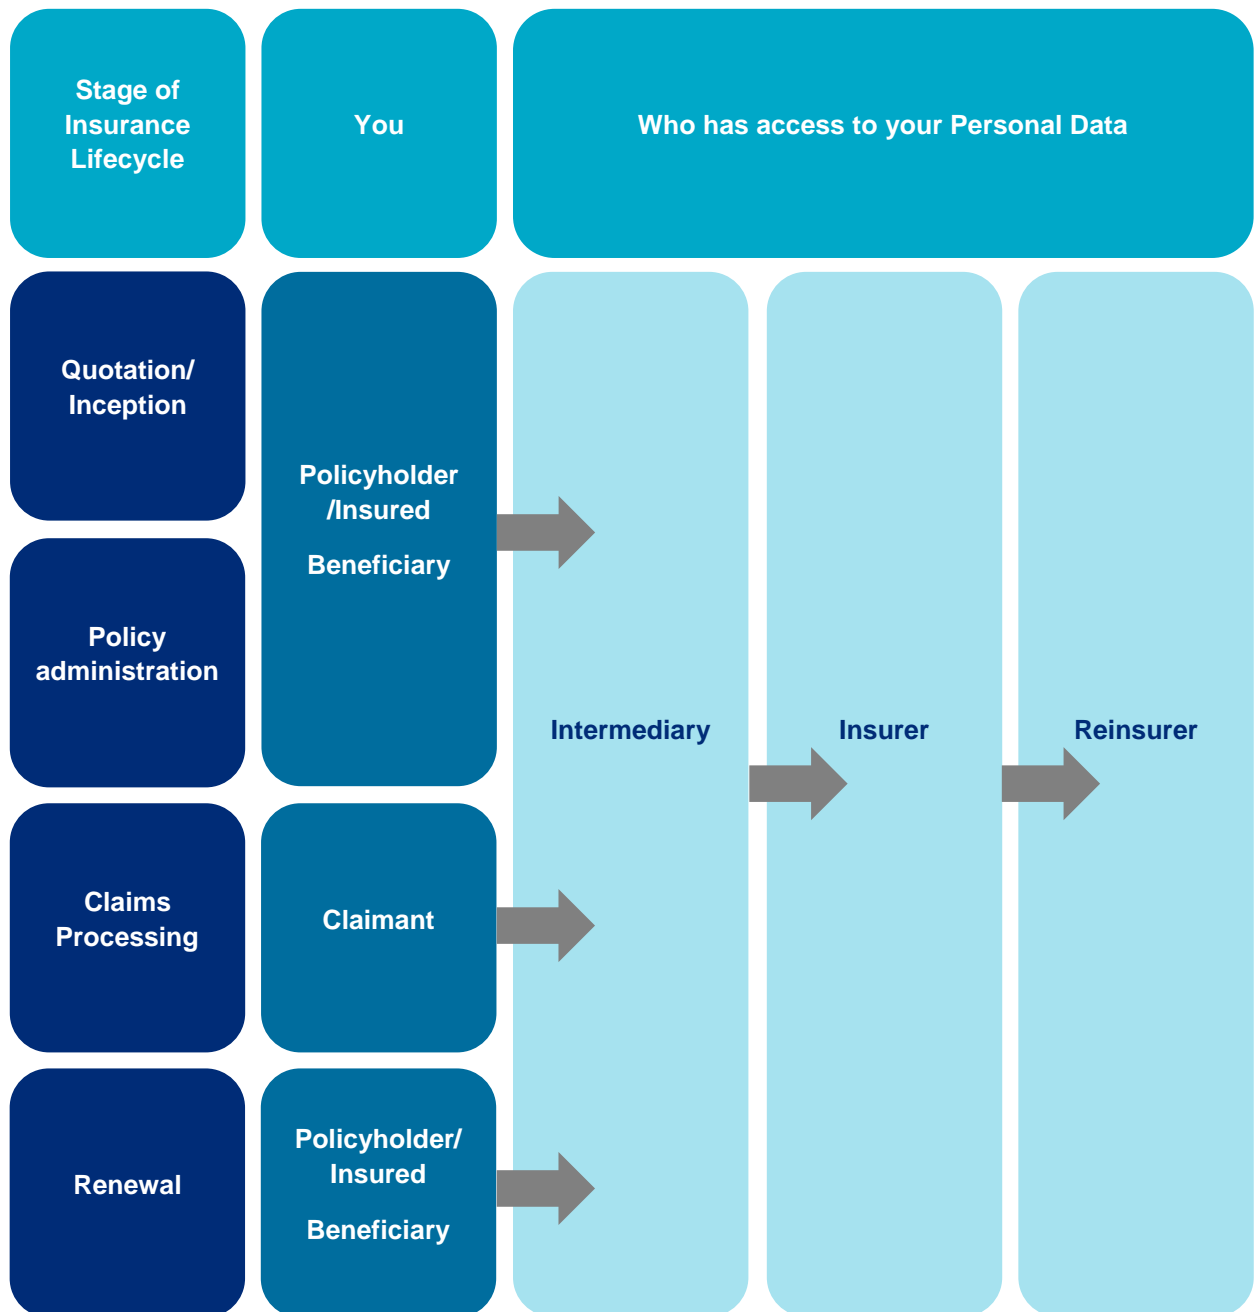 Stage of
Insurance
Lifecycle
You
Who has access to your Personal Data
Quotation/
Inception
Policyholder
/Insured
Beneficiary
Policy
administration
Intermediary
Insurer
Reinsurer
Claims
Processing
Claimant
Renewal
Policyholder/
Insured
Beneficiary